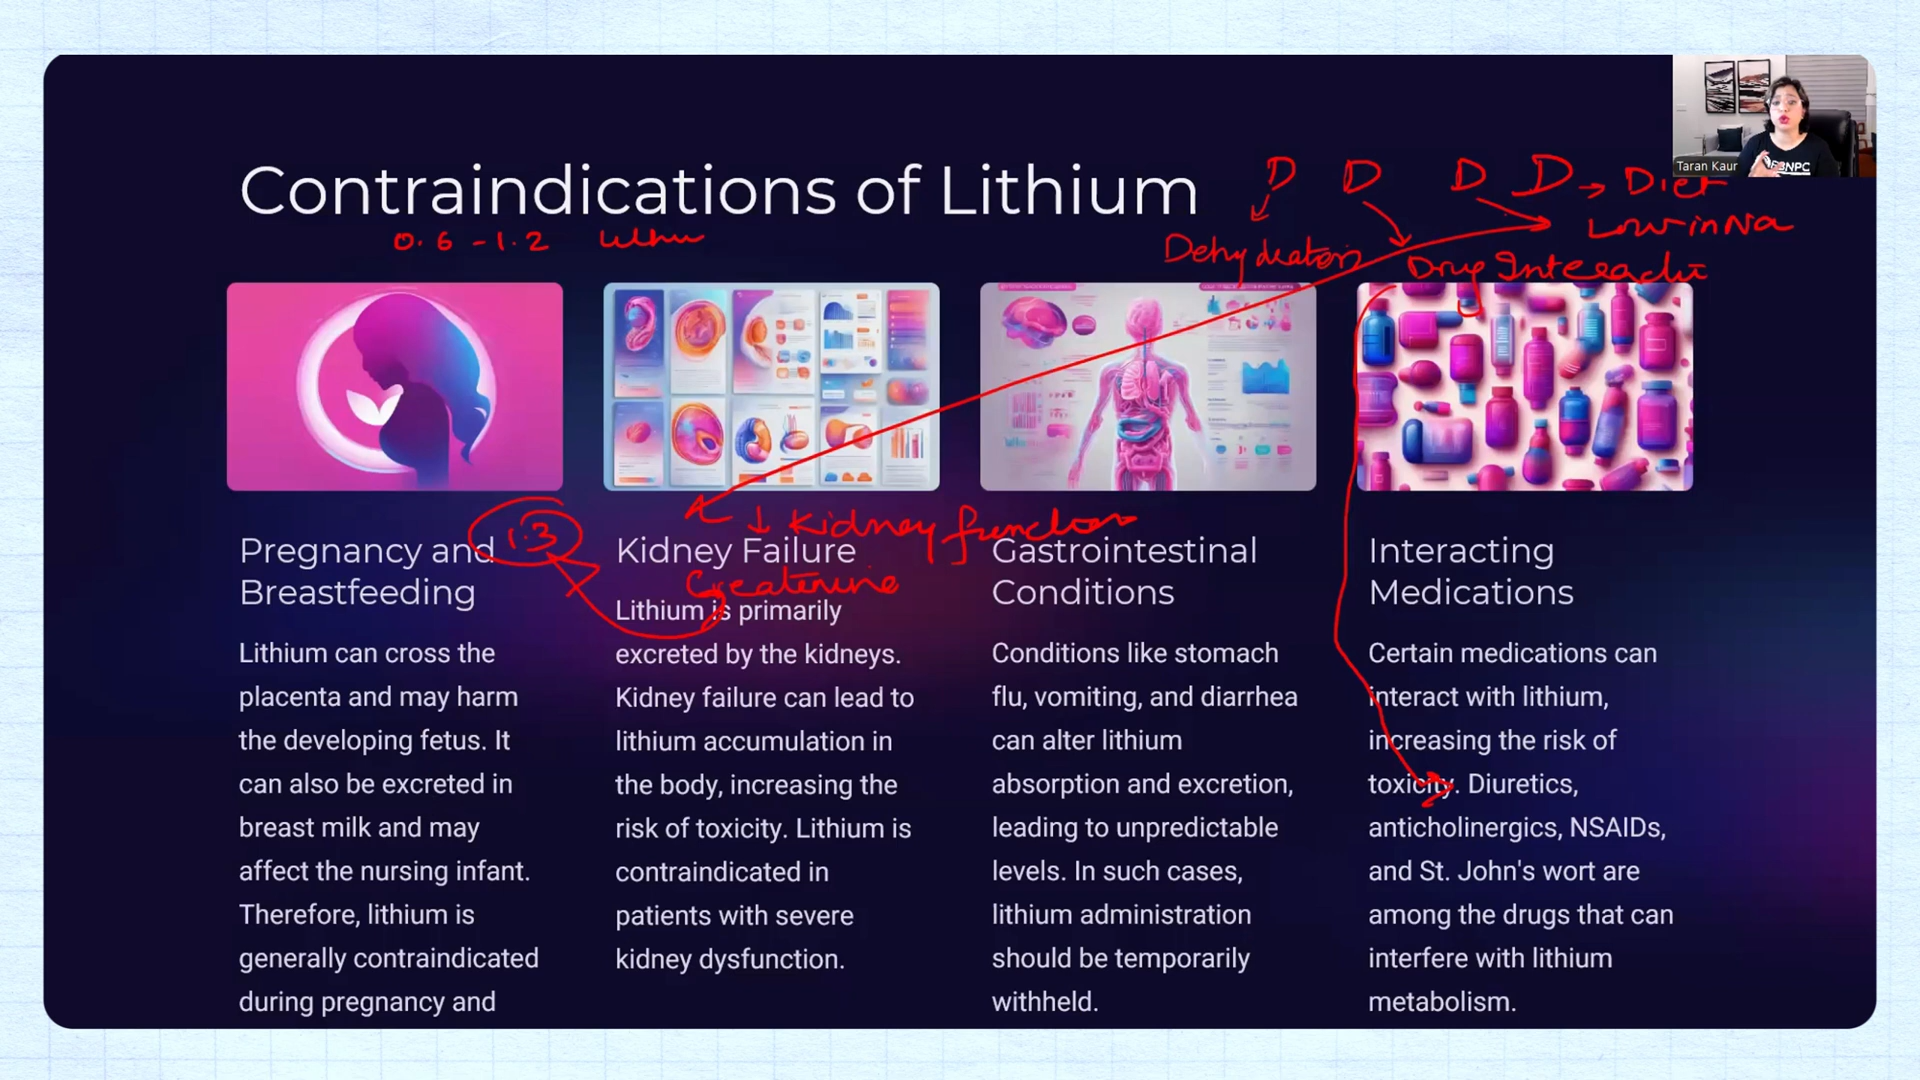 Taran Kaur
NPC
Contraindications of Lithium
D D D D → Diet
Low in Na
0.6 - 1.2
Dehydration
Drug Interacti
1.3
↓ Kidney function
Creatinine
Pregnancy and
Breastfeeding
Lithium can cross the
placenta and may harm
the developing fetus. It
can also be excreted in
breast milk and may
affect the nursing infant.
Therefore, lithium is
generally contraindicated
during pregnancy and
Kidney Failure
Lithium is primarily
excreted by the kidneys.
Kidney failure can lead to
lithium accumulation in
the body, increasing the
risk of toxicity. Lithium is
contraindicated in
patients with severe
kidney dysfunction.
Gastrointestinal
Conditions
Conditions like stomach
flu, vomiting, and diarrhea
can alter lithium
absorption and excretion,
leading to unpredictable
levels. In such cases,
lithium administration
should be temporarily
withheld.
Interacting
Medications
Certain medications can
interact with lithium,
increasing the risk of
toxicity. Diuretics,
anticholinergics, NSAIDs,
and St. John's wort are
among the drugs that can
interfere with lithium
metabolism.